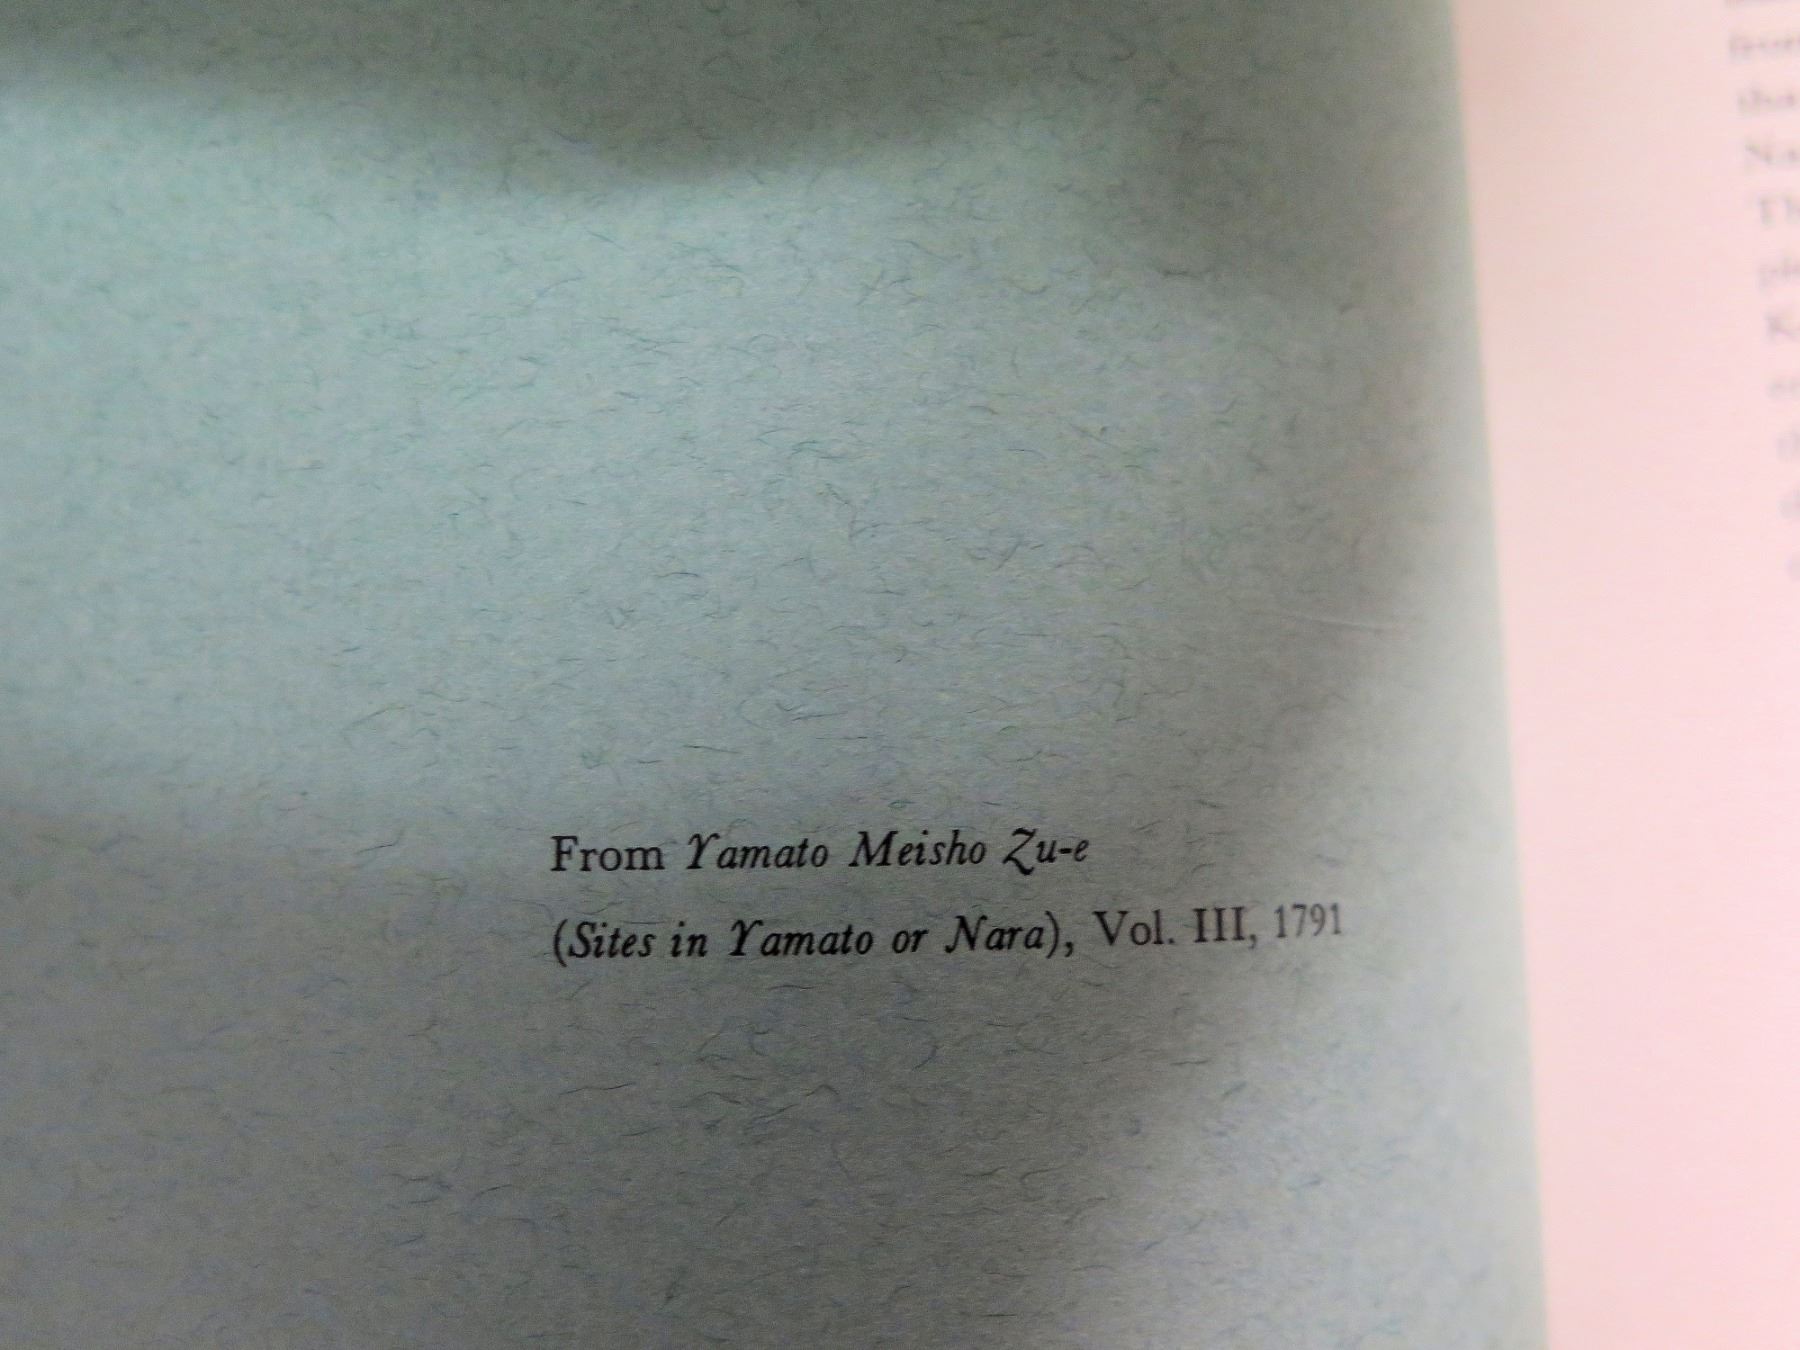 From Yamato Meisho Zu-e
(Sites in Yamato or Nara), Vol. III, 1791